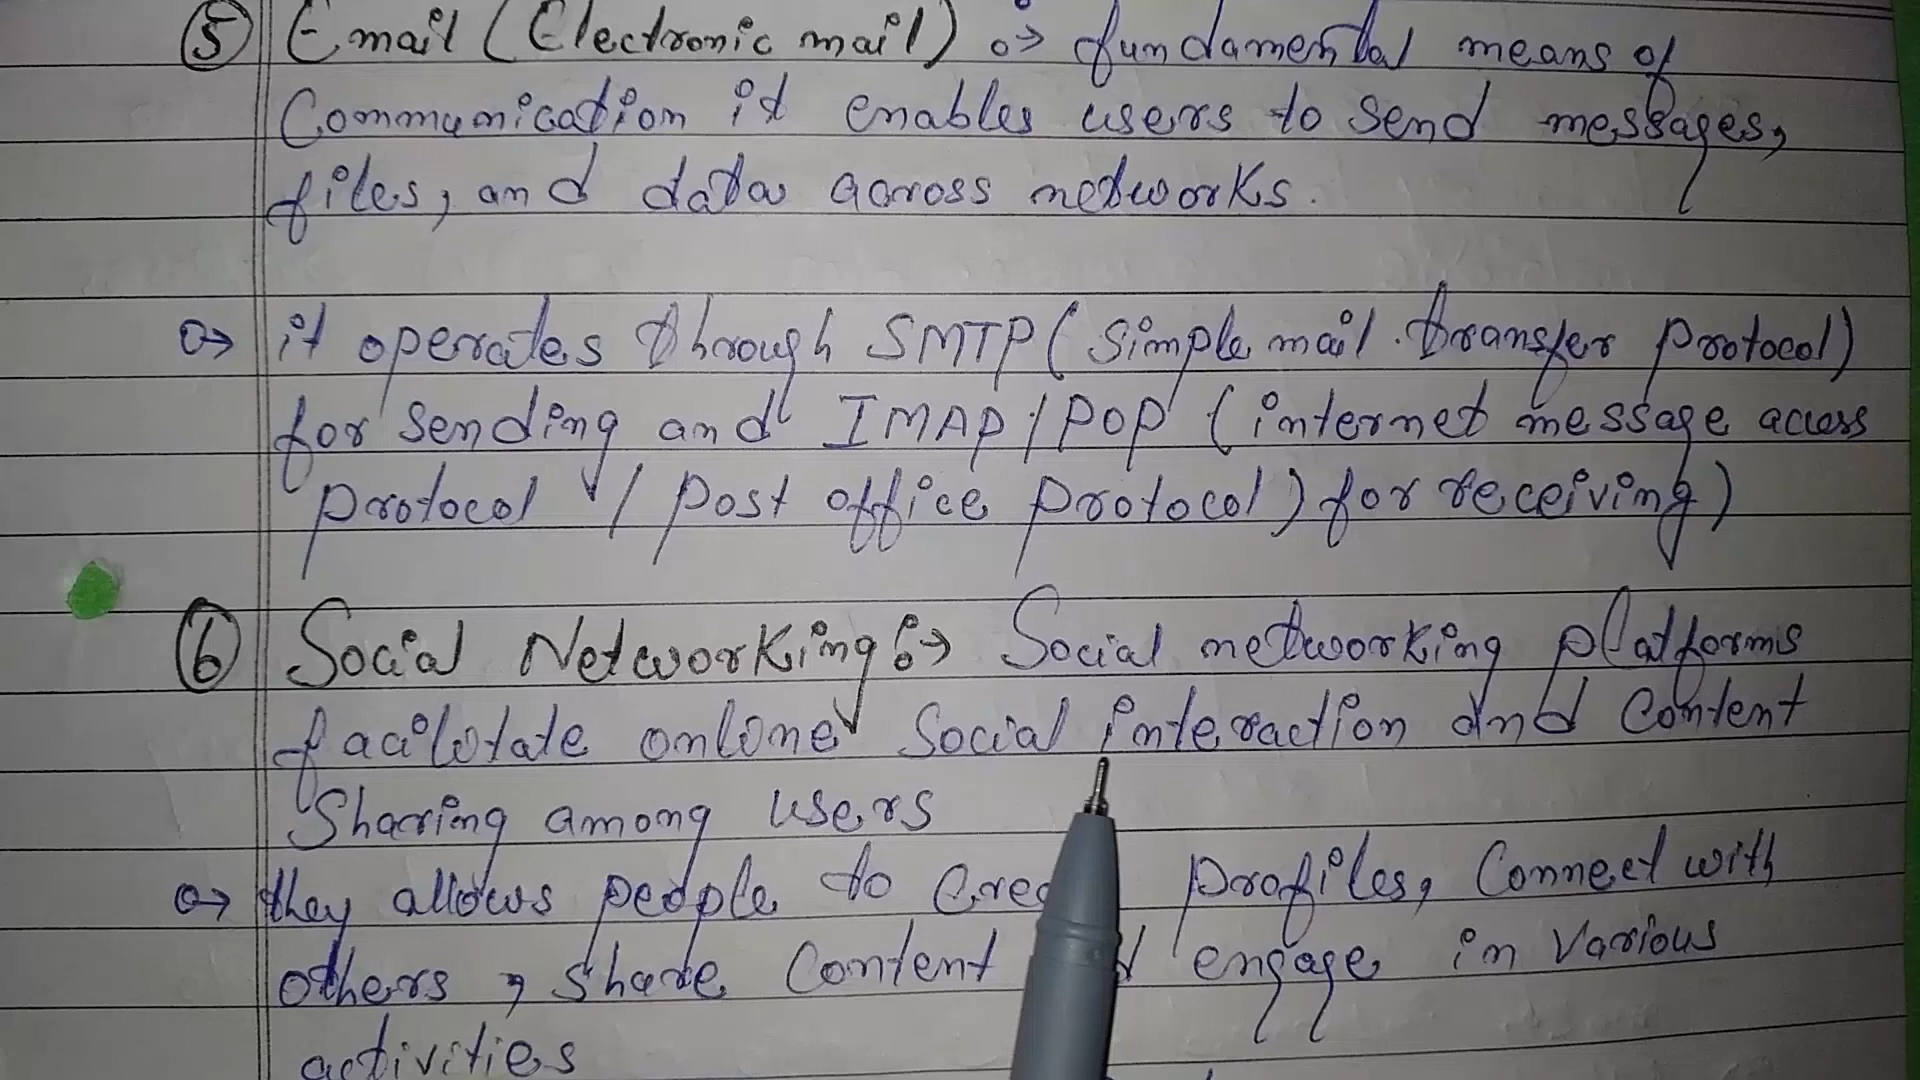 5 Email (Electronic mail) :→ fundamental means of
Communication it enables users to send messages,
files, and data across networks.
→ it operates through SMTP (Simple mail transfer protocol)
for sending and IMAP/POP (internet message access
protocol / post office protocol) for receiving)
6 Social Networking :→ Social networking platforms
facilotate online social interaction and content
Sharing among users
→ they allows people to profiles, Connect with
others, share Content engage in various
activities